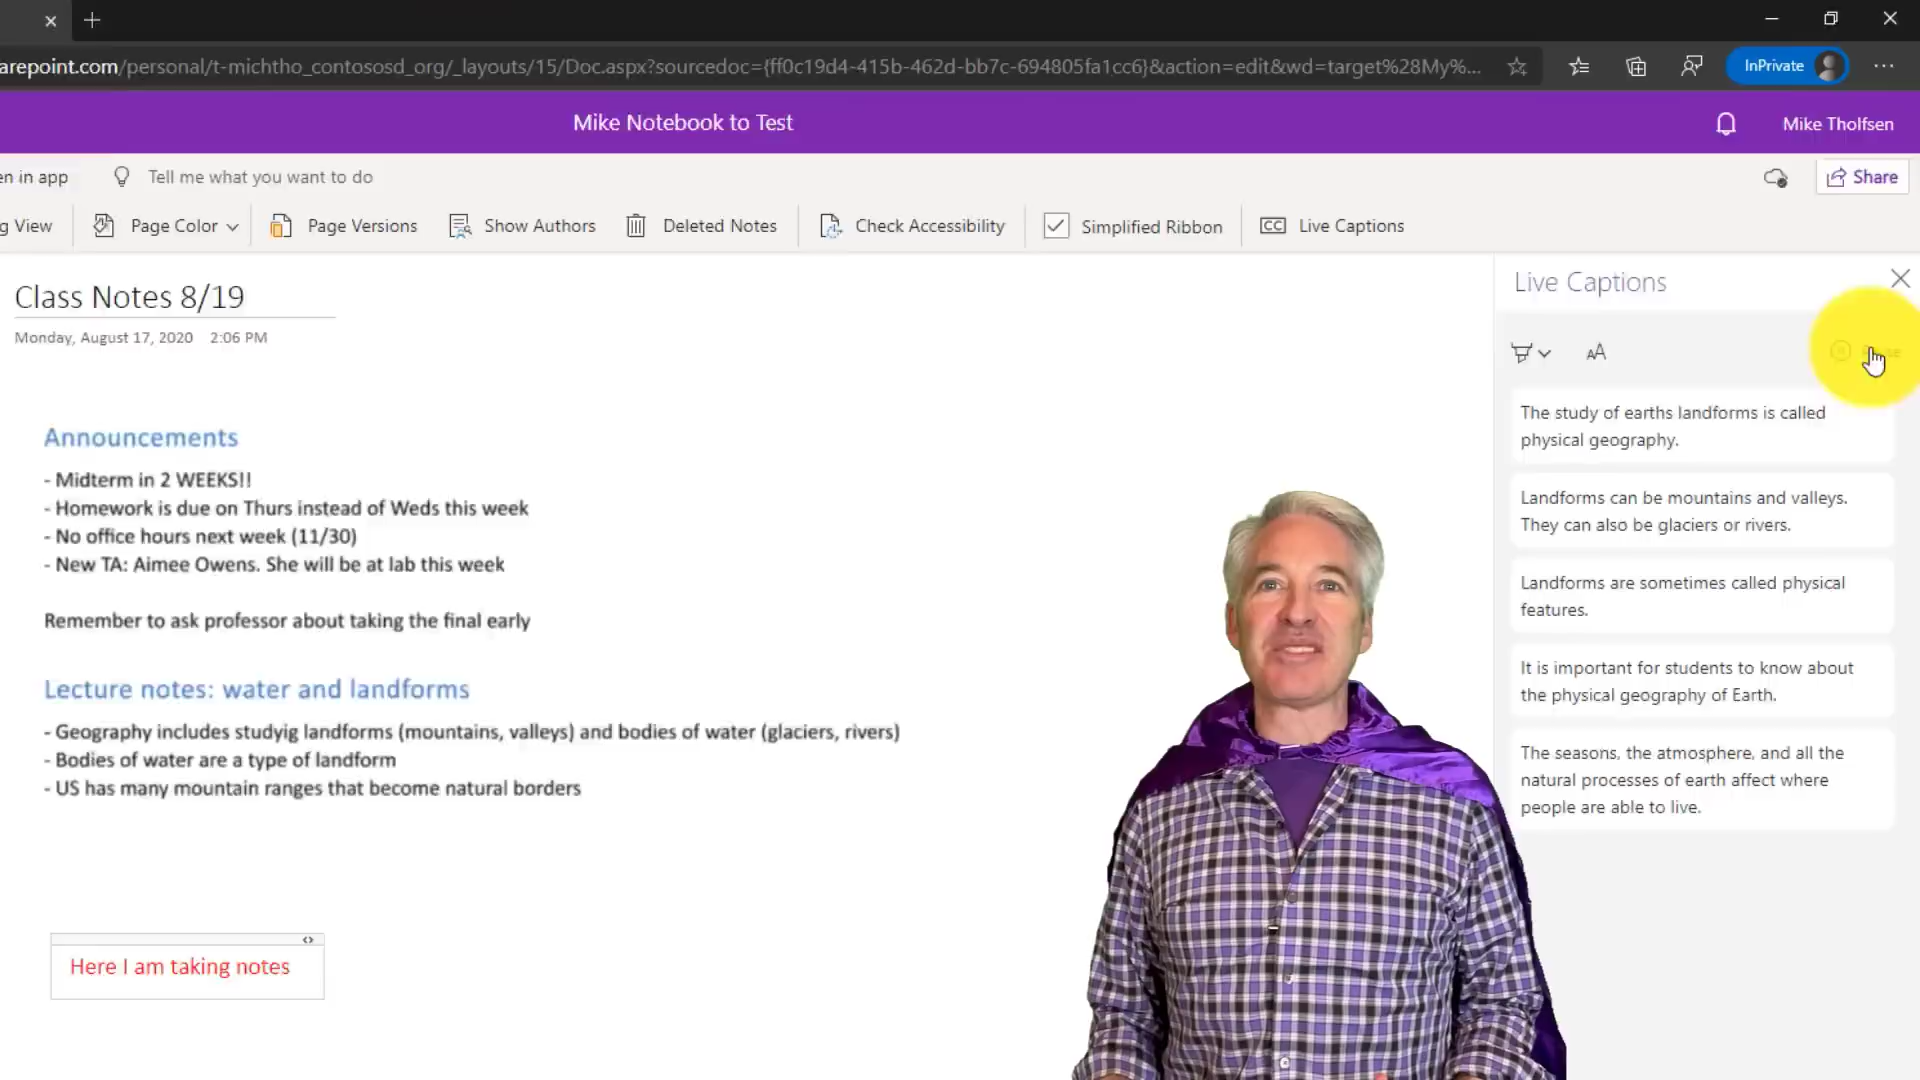 arepoint.com/personal/t-michtho_contososd_org/_layouts/15/Doc.aspx?sourcedoc={ff0c19d4-415b-462d-bb7c-694805fa1cc6}&action=edit&wd=target%28My%...
InPrivate
Mike Notebook to Test
Mike Tholfsen
en in app
Tell me what you want to do
Share
g View
Page Color
Page Versions
Show Authors
Deleted Notes
Check Accessibility
Simplified Ribbon
CC Live Captions
Class Notes 8/19
Monday, August 17, 2020 2:06 PM
Announcements
- Midterm in 2 WEEKS!!
- Homework is due on Thurs instead of Weds this week
- No office hours next week (11/30)
- New TA: Aimee Owens. She will be at lab this week
Remember to ask professor about taking the final early
Lecture notes: water and landforms
- Geography includes studyig landforms (mountains, valleys) and bodies of water (glaciers, rivers)
- Bodies of water are a type of landform
- US has many mountain ranges that become natural borders
Here I am taking notes
Live Captions
AA
The study of earths landforms is called
physical geography.
Landforms can be mountains and valleys.
They can also be glaciers or rivers.
Landforms are sometimes called physical
features.
It is important for students to know about
the physical geography of Earth.
The seasons, the atmosphere, and all the
natural processes of earth affect where
people are able to live.